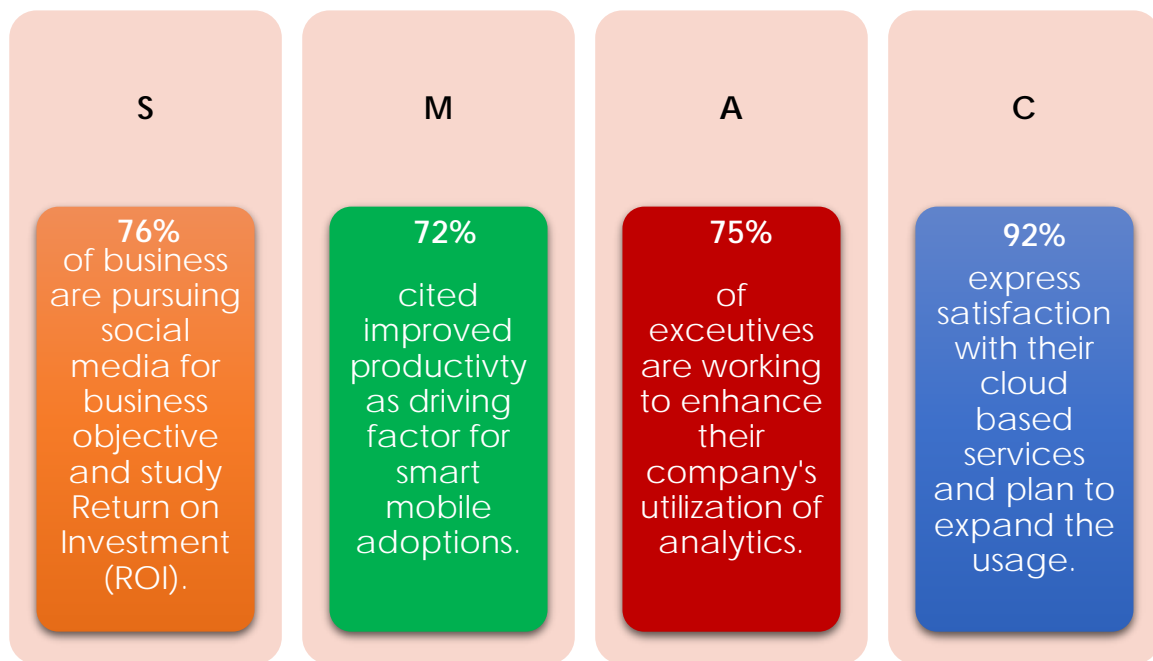 S
76%
of business
are pursuing
social
media for
business
objective
and study
Return on
Investment
(ROI).
M
72%
cited
improved
productivty
as driving
factor for
smart
mobile
adoptions.
A
75%
of
exceutives
are working
to enhance
their
company's
utilization of
analytics.
C
92%
express
satisfaction
with their
cloud
based
services
and plan to
expand the
usage.